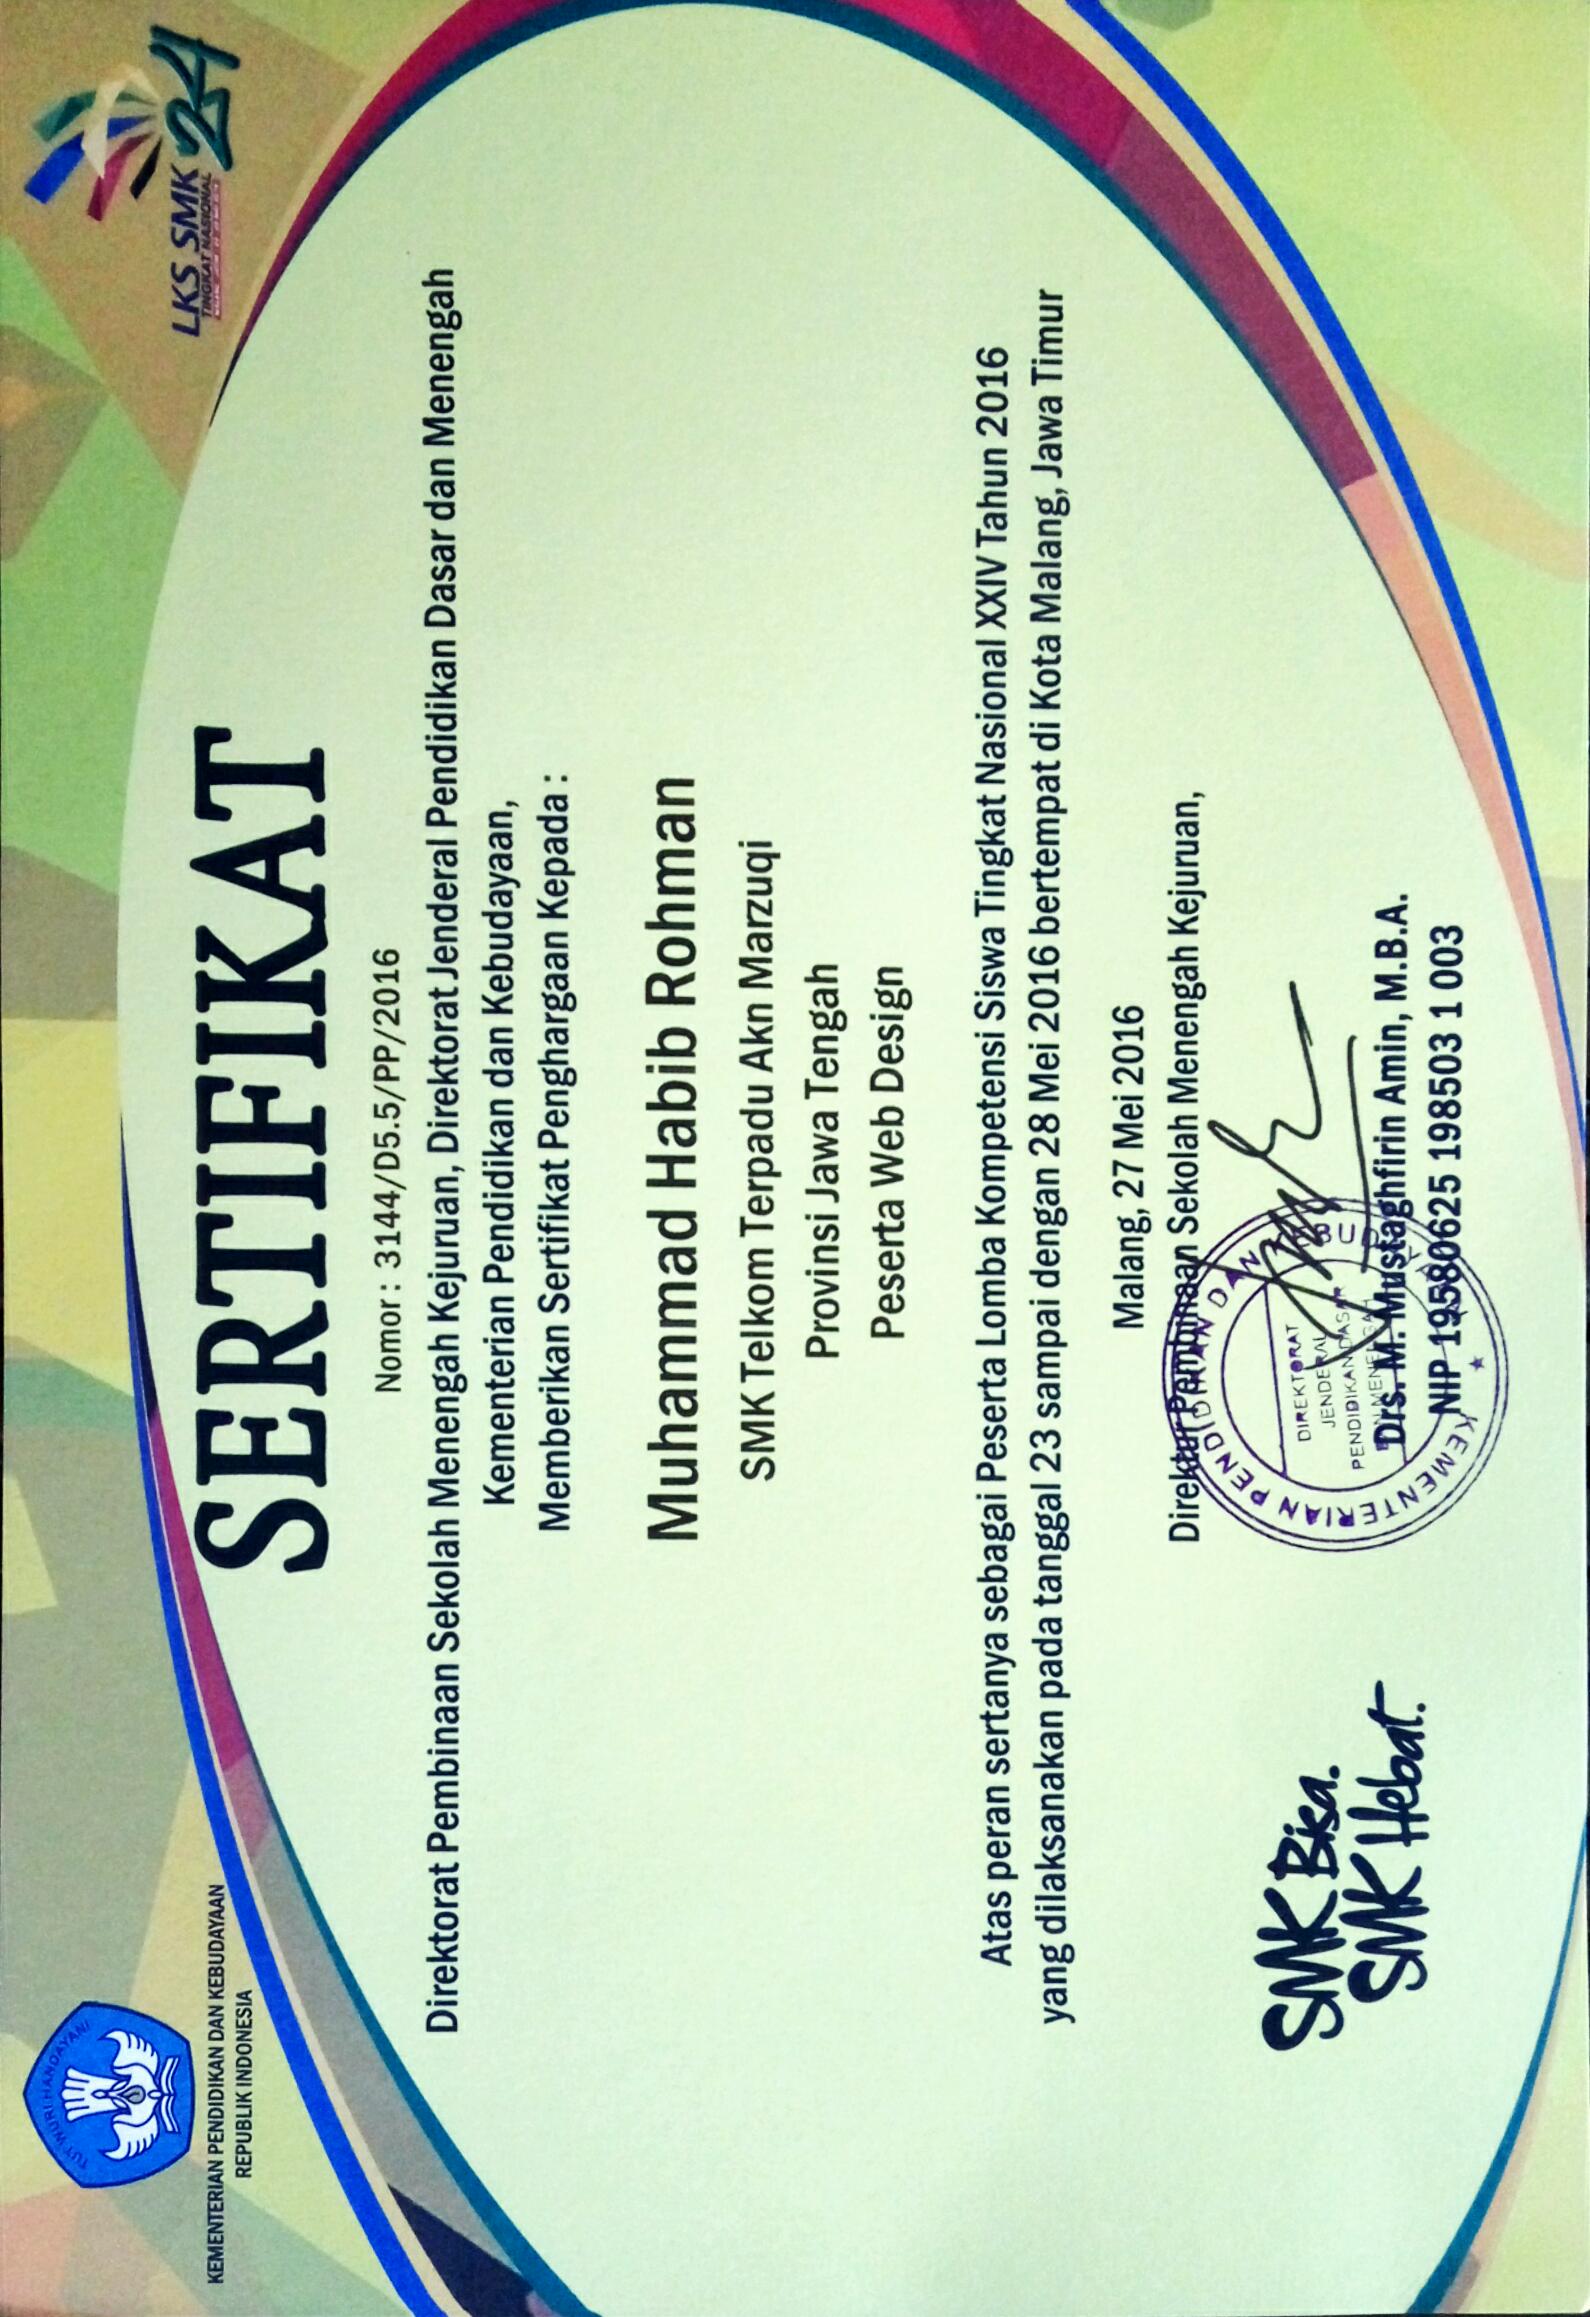 TUT WURI HANDAYANI
KEMENTERIAN PENDIDIKAN DAN KEBUDAYAAN
REPUBLIK INDONESIA
LKS SMK 24
TINGKAT NASIONAL
SERTIFIKAT
Nomor : 3144/D5.5/PP/2016
Direktorat Pembinaan Sekolah Menengah Kejuruan, Direktorat Jenderal Pendidikan Dasar dan Menengah
Kementerian Pendidikan dan Kebudayaan,
Memberikan Sertifikat Penghargaan Kepada :
Muhammad Habib Rohman
SMK Telkom Terpadu Akn Marzuqi
Provinsi Jawa Tengah
Peserta Web Design
Atas peran sertanya sebagai Peserta Lomba Kompetensi Siswa Tingkat Nasional XXIV Tahun 2016
yang dilaksanakan pada tanggal 23 sampai dengan 28 Mei 2016 bertempat di Kota Malang, Jawa Timur
Malang, 27 Mei 2016
Direktur Pembinaan Sekolah Menengah Kejuruan,
KEMENTERIAN PENDIDIKAN DAN KEBUDAYAAN
DIREKTORAT
JENDERAL
PENDIDIKAN DASAR
DAN MENENGAH
Drs. M. Mustaghfirin Amin, M.B.A.
NIP 19580625 198503 1 003
SMK Bisa.
SMK Hebat.